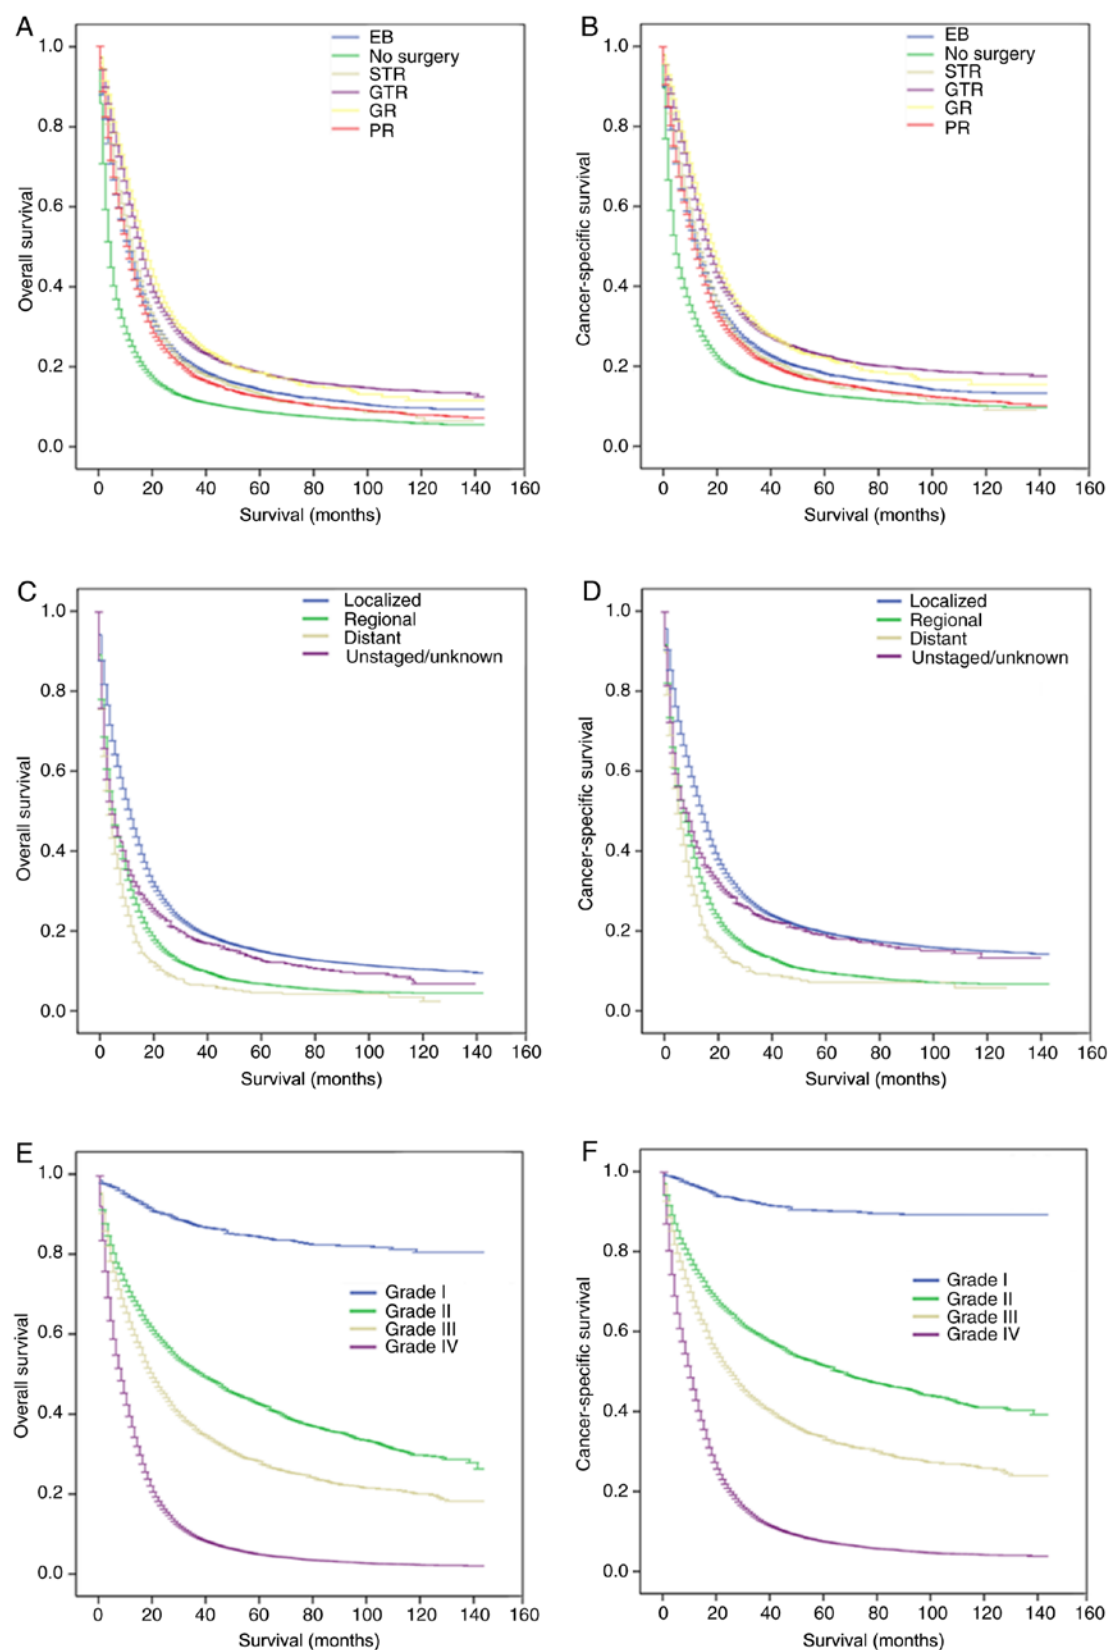 A
EB
No surgery
STR
GTR
GR
PR
1.0
0.8
0.6
0.4
0.2
0.0
Overall survival
0 20 40 60 80 100 120 140 160
Survival (months)
B
EB
No surgery
STR
GTR
GR
PR
1.0
0.8
0.6
0.4
0.2
0.0
Cancer-specific survival
0 20 40 60 80 100 120 140 160
Survival (months)
C
Localized
Regional
Distant
Unstaged/unknown
1.0
0.8
0.6
0.4
0.2
0.0
Overall survival
0 20 40 60 80 100 120 140 160
Survival (months)
D
Localized
Regional
Distant
Unstaged/unknown
1.0
0.8
0.6
0.4
0.2
0.0
Cancer-specific survival
0 20 40 60 80 100 120 140 160
Survival (months)
E
1.0
0.8
0.6
0.4
0.2
0.0
Grade I
Grade II
Grade III
Grade IV
Overall survival
0 20 40 60 80 100 120 140 160
Survival (months)
F
1.0
0.8
0.6
0.4
0.2
0.0
Grade I
Grade II
Grade III
Grade IV
Cancer-specific survival
0 20 40 60 80 100 120 140 160
Survival (months)